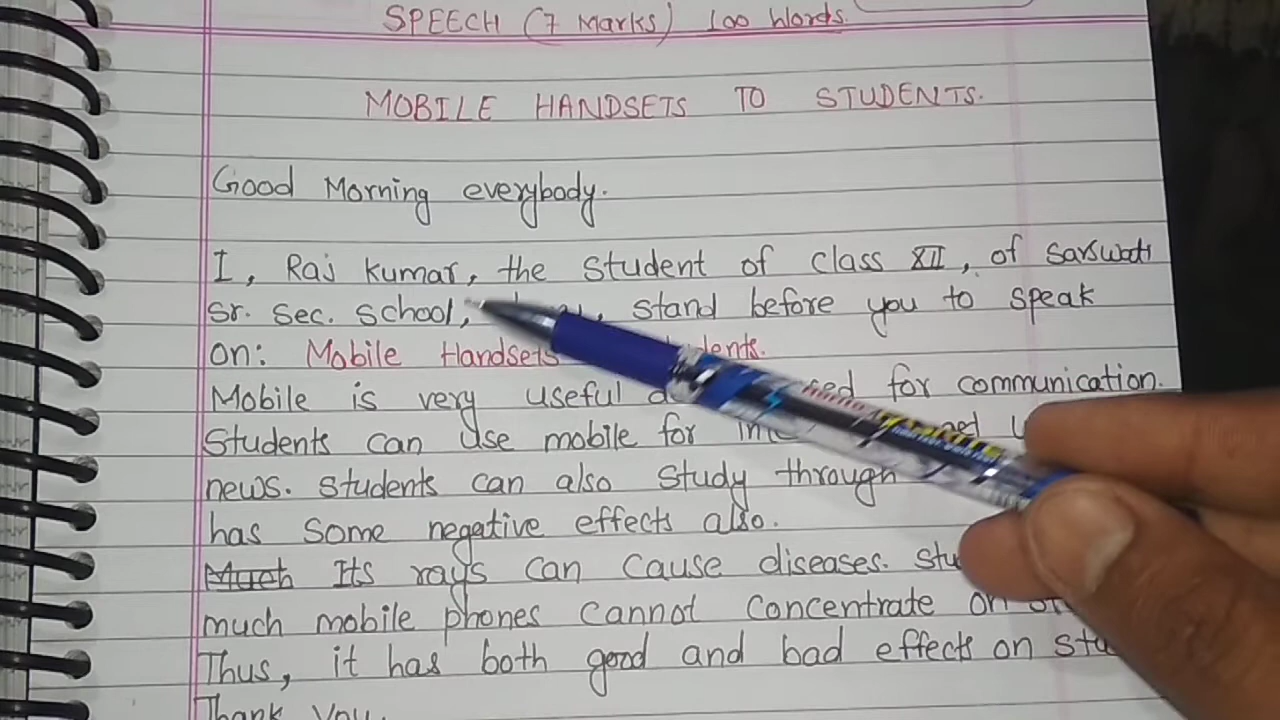 SPEECH (7 Marks) 100 Words.
MOBILE HANDSETS TO STUDENTS.
Good Morning everybody.
I, Raj Kumar, the student of class XII, of Sarswati
Sr. Sec. School, stand before you to speak
on: Mobile Handsets
Mobile is very useful for communication.
Students can use mobile for
news. Students can also study through
has some negative effects also.
Much Its rays can cause diseases.
much mobile phones cannot concentrate on
Thus, it has both good and bad effects on
Thank You.